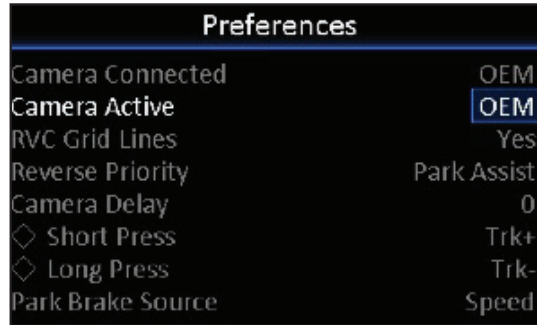 Preferences
Camera Connected OEM
Camera Active OEM
RVC Grid Lines Yes
Reverse Priority Park Assist
Camera Delay 0
◇ Short Press Trk+
◇ Long Press Trk-
Park Brake Source Speed